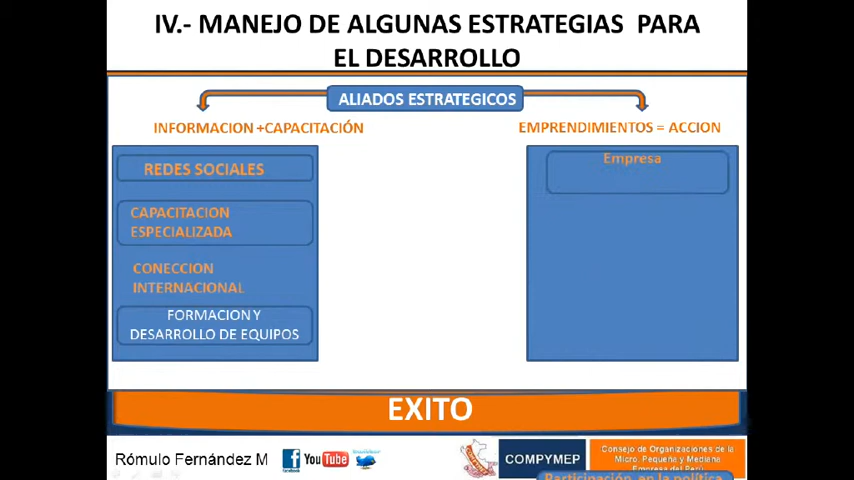 IV.- MANEJO DE ALGUNAS ESTRATEGIAS PARA
EL DESARROLLO
ALIADOS ESTRATEGICOS
INFORMACION +CAPACITACIÓN
EMPRENDIMIENTOS = ACCION
REDES SOCIALES
CAPACITACION
ESPECIALIZADA
CONECCION
INTERNACIONAL
FORMACION Y
DESARROLLO DE EQUIPOS
Empresa
EXITO
Rómulo Fernández M
facebook
YouTube
COMPYMEP
Consejo de Organizaciones de la
Micro, Pequeña y Mediana
Empresa del Perú
Participación en la política